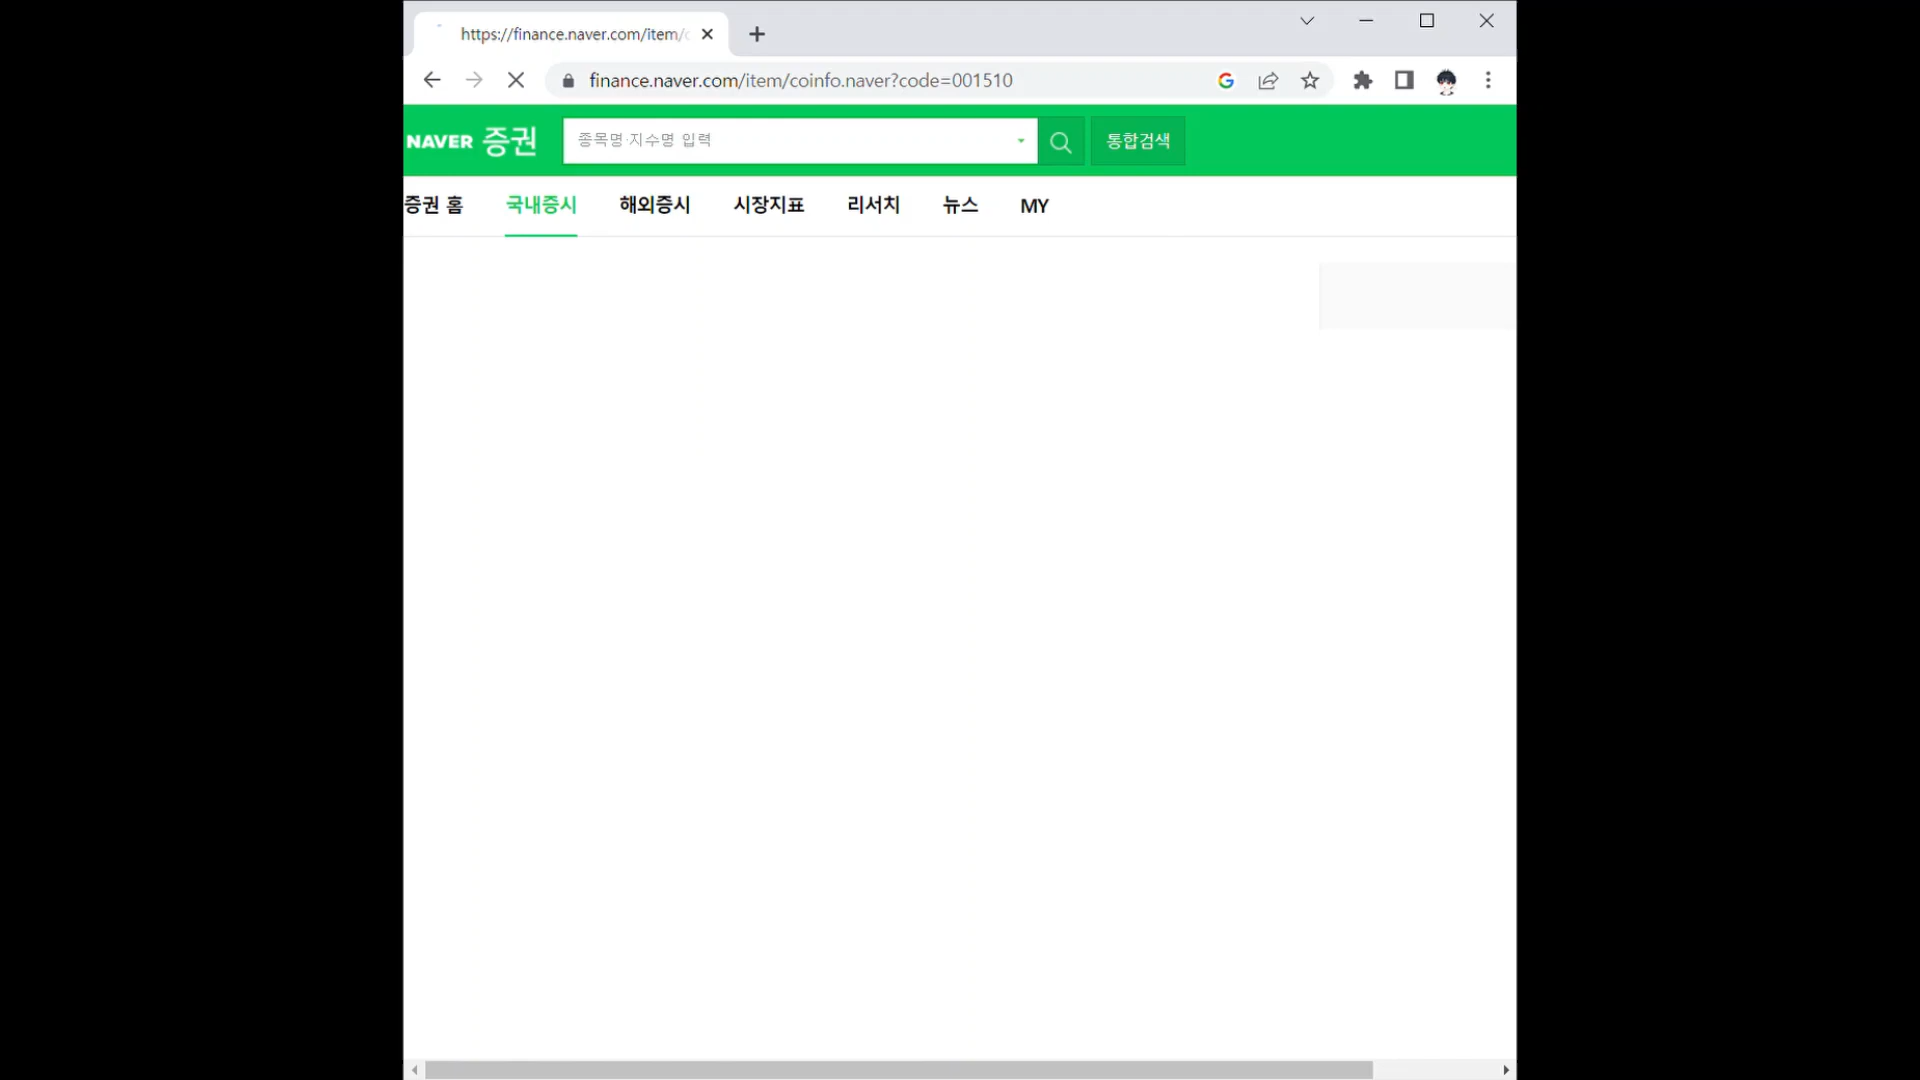 https://finance.naver.com/item/
finance.naver.com/item/coinfo.naver?code=001510
NAVER 증권 종목명·지수명 입력 통합검색
증권 홈 국내증시 해외증시 시장지표 리서치 뉴스 MY